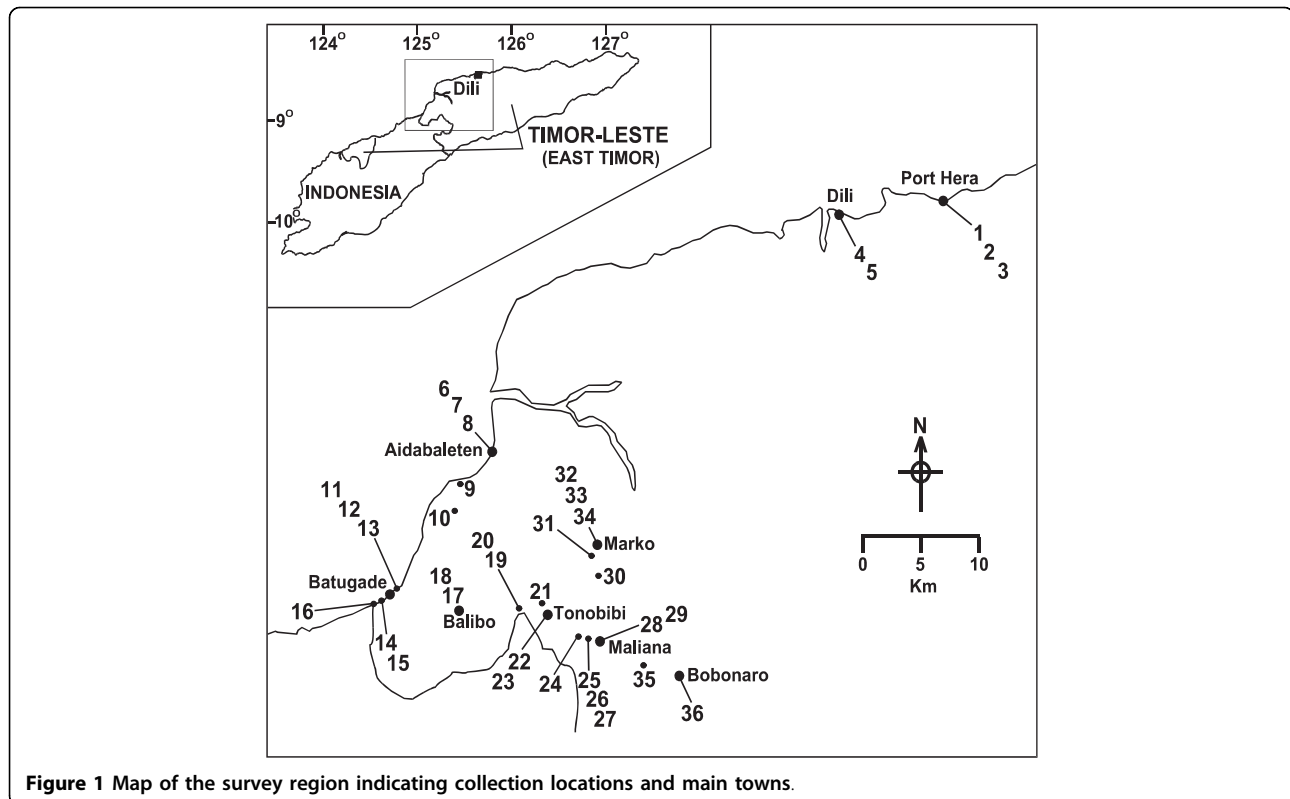 124° 125° 126° 127°
Dili
9°
TIMOR-LESTE
(EAST TIMOR)
INDONESIA
10°
Port Hera
Dili
1
2
3
4
5
6
7
8
Aidabaleten
N
9
10
11
12
13
32
33
34
31
Marko
30
0 5 10
Km
20
19
Batugade
16
18
17
Balibo
21
Tonobibi
14
15
22
23
28 29
Maliana
24
25
26
27
35
Bobonaro
36
Figure 1 Map of the survey region indicating collection locations and main towns.